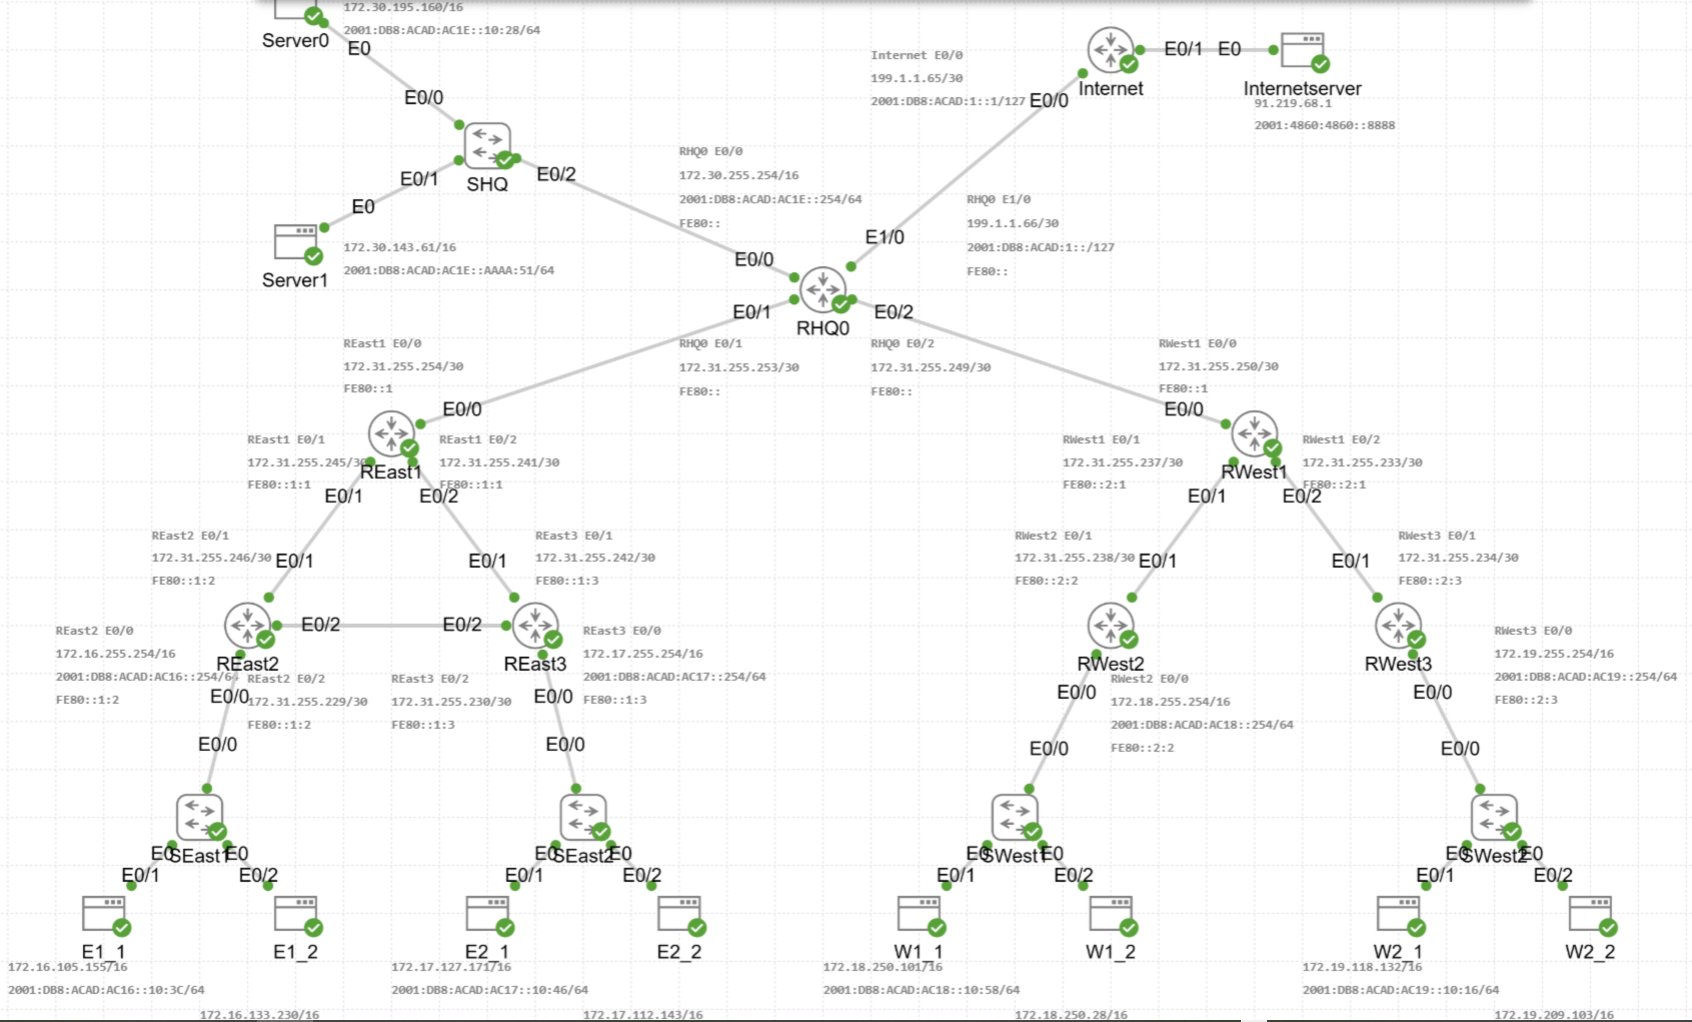 172.30.195.160/16
2001:DB8:ACAD:AC1E::10:28/64
Server0
E0
E0/0
SHQ
E0/1
E0/2
E0
172.30.143.61/16
2001:DB8:ACAD:AC1E::AAAA:51/64
Server1
Internet E0/0
199.1.1.65/30
2001:DB8:ACAD:1::1/127
E0/0
Internet
E0/1
E0
Internetserver
91.219.68.1
2001:4860:4860::8888
RHQ0 E0/0
172.30.255.254/16
2001:DB8:ACAD:AC1E::254/64
FE80::
RHQ0 E1/0
199.1.1.66/30
2001:DB8:ACAD:1::/127
FE80::
E1/0
E0/0
E0/1
E0/2
RHQ0
REast1 E0/0
172.31.255.254/30
FE80::1
RHQ0 E0/1
172.31.255.253/30
FE80::
RHQ0 E0/2
172.31.255.249/30
FE80::
RWest1 E0/0
172.31.255.250/30
FE80::1
E0/0
E0/0
REast1 E0/1
172.31.255.245/30
FE80::1:1
REast1
REast1 E0/2
172.31.255.241/30
FE80::1:1
E0/1
E0/2
RWest1 E0/1
172.31.255.237/30
FE80::2:1
RWest1
RWest1 E0/2
172.31.255.233/30
FE80::2:1
E0/1
E0/2
REast2 E0/1
172.31.255.246/30
FE80::1:2
E0/1
E0/1
REast3 E0/1
172.31.255.242/30
FE80::1:3
RWest2 E0/1
172.31.255.238/30
FE80::2:2
E0/1
E0/1
RWest3 E0/1
172.31.255.234/30
FE80::2:3
REast2 E0/0
172.16.255.254/16
2001:DB8:ACAD:AC16::254/64
FE80::1:2
REast2
E0/2
E0/2
REast3
REast3 E0/0
172.17.255.254/16
2001:DB8:ACAD:AC17::254/64
FE80::1:3
E0/0
REast2 E0/2
172.31.255.229/30
FE80::1:2
REast3 E0/2
172.31.255.230/30
FE80::1:3
E0/0
RWest2
E0/0
RWest2 E0/0
172.18.255.254/16
2001:DB8:ACAD:AC18::254/64
FE80::2:2
RWest3
E0/0
RWest3 E0/0
172.19.255.254/16
2001:DB8:ACAD:AC19::254/64
FE80::2:3
E0/0
E0/0
E0/0
E0/0
E0
SEast1
E0
E0/1
E0/2
E0
SEast2
E0
E0/1
E0/2
E0
SWest1
E0
E0/1
E0/2
E0
SWest2
E0
E0/1
E0/2
E1_1
E1_2
E2_1
E2_2
W1_1
W1_2
W2_1
W2_2
172.16.105.155/16
2001:DB8:ACAD:AC16::10:3C/64
172.16.133.230/16
172.17.127.171/16
2001:DB8:ACAD:AC17::10:46/64
172.17.112.143/16
172.18.250.101/16
2001:DB8:ACAD:AC18::10:58/64
172.18.250.28/16
172.19.118.132/16
2001:DB8:ACAD:AC19::10:16/64
172.19.209.103/16